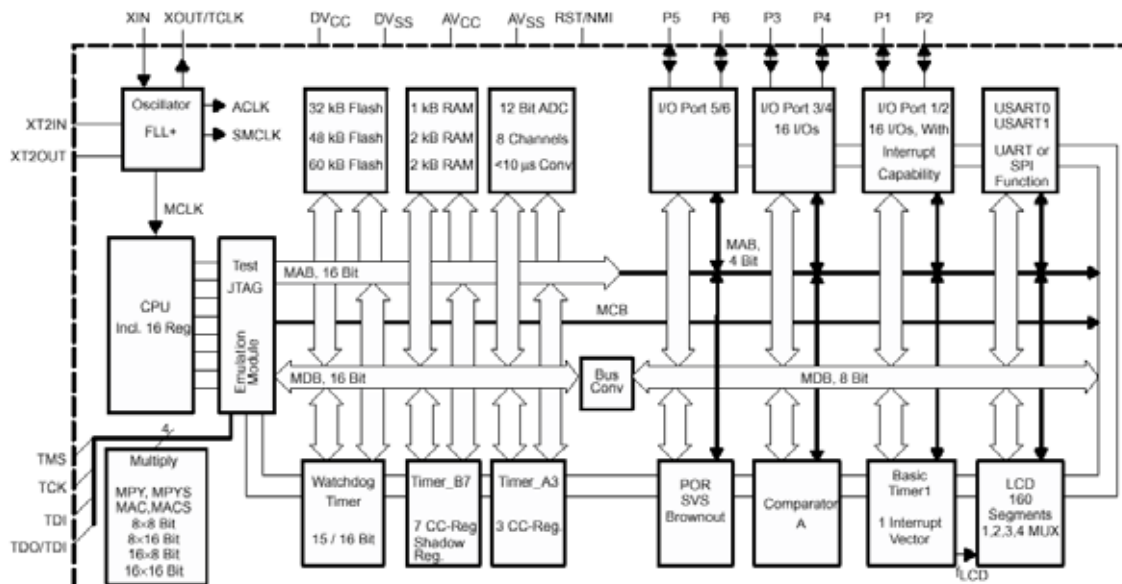 XIN XOUT/TCLK DVCC DVSS AVCC AVSS RST/NMI P5 P6 P3 P4 P1 P2
Oscillator
FLL+
ACLK
SMCLK
XT2IN
XT2OUT
MCLK
32 kB Flash
48 kB Flash
60 kB Flash
1 kB RAM
2 kB RAM
2 kB RAM
12 Bit ADC
8 Channels
<10 µs Conv
I/O Port 5/6
I/O Port 3/4
16 I/Os
I/O Port 1/2
16 I/Os, With
Interrupt
Capability
USART0
USART1
UART or
SPI
Function
CPU
Incl. 16 Reg
Test
JTAG
Emulation
Module
MAB, 16 Bit
MAB,
4 Bit
MCB
MDB, 16 Bit
Bus
Conv
MDB, 8 Bit
4
TMS
TCK
TDI
TDO/TDI
Multiply
MPY, MPYS
MAC,MACS
8×8 Bit
8×16 Bit
16×8 Bit
16×16 Bit
Watchdog
Timer
15 / 16 Bit
Timer_B7
7 CC-Reg
Shadow
Reg.
Timer_A3
3 CC-Reg.
POR
SVS
Brownout
Comparator
A
Basic
Timer1
1 Interrupt
Vector
fLCD
LCD
160
Segments
1,2,3,4 MUX